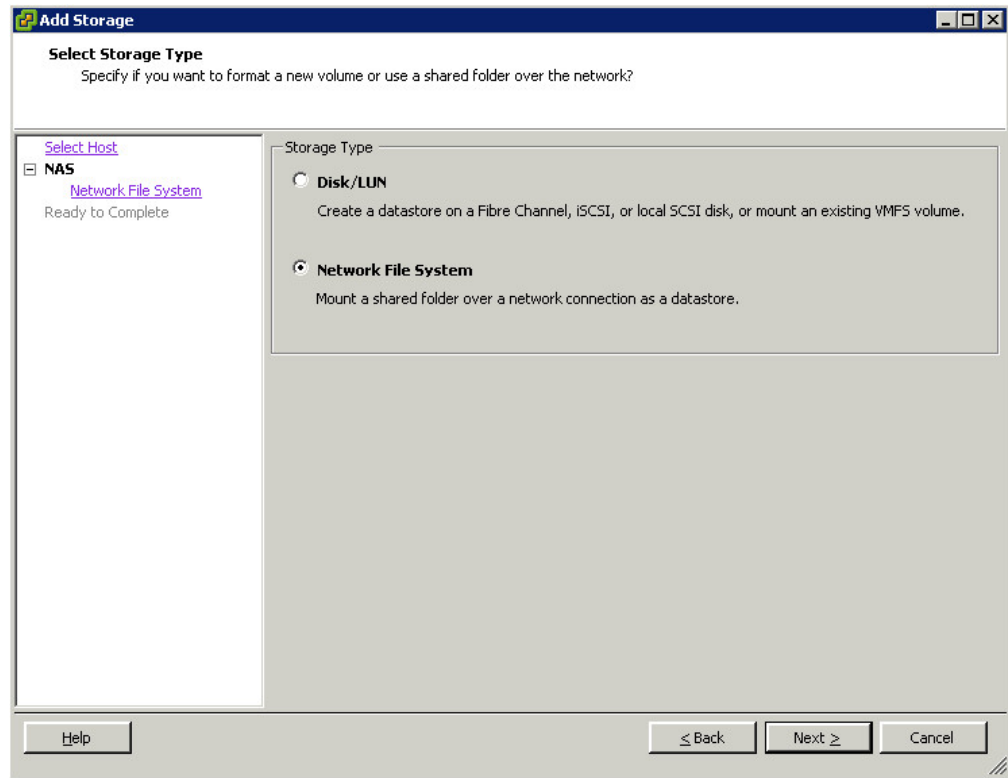 Add Storage
Select Storage Type
Specify if you want to format a new volume or use a shared folder over the network?
Select Host
NAS
Network File System
Ready to Complete
Storage Type
Disk/LUN
Create a datastore on a Fibre Channel, iSCSI, or local SCSI disk, or mount an existing VMFS volume.
Network File System
Mount a shared folder over a network connection as a datastore.
Help
< Back
Next >
Cancel